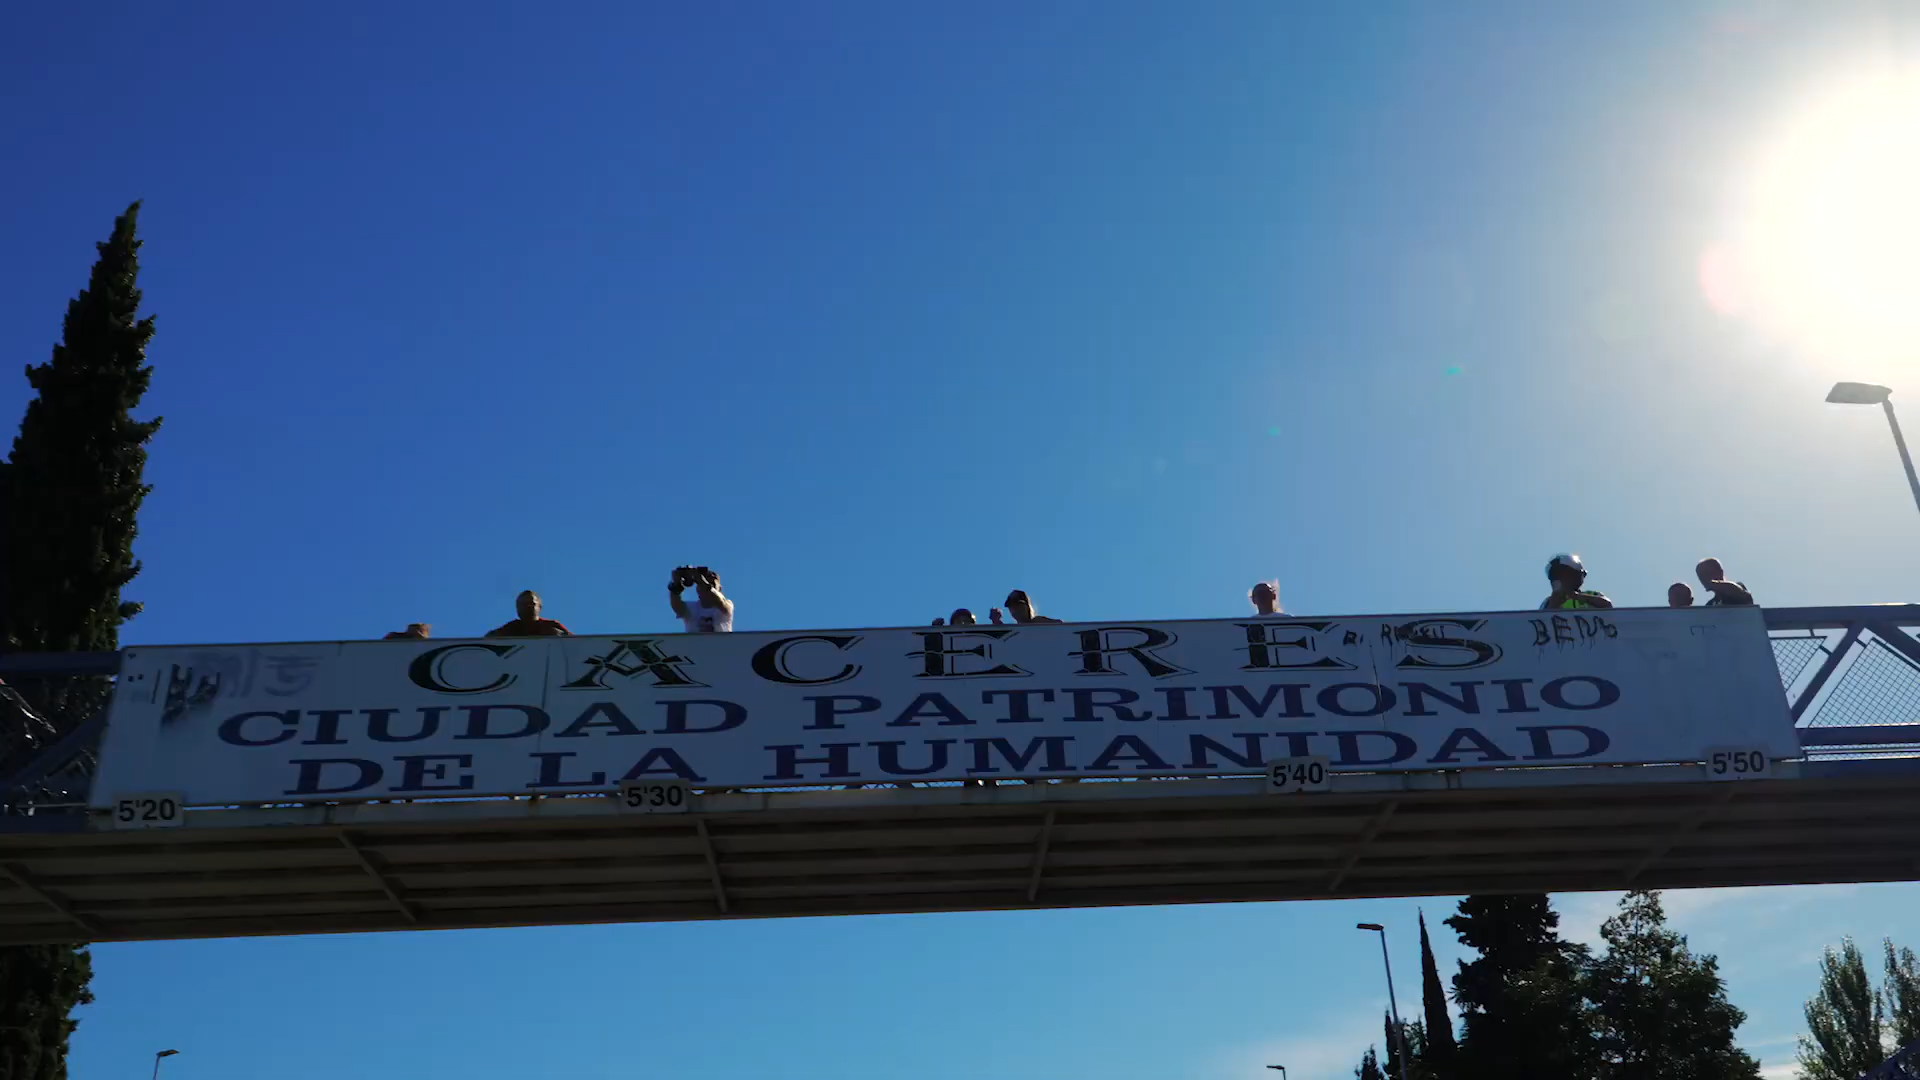 CACERES
CIUDAD PATRIMONIO
DE LA HUMANIDAD
5'20
5'30
5'40
5'50